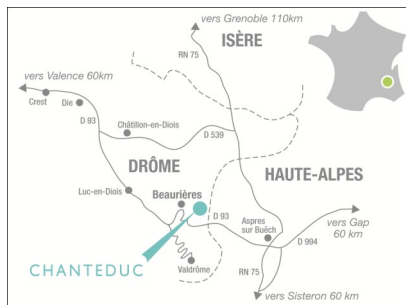 vers Grenoble 110km
ISÈRE
RN 75
vers Valence 60km
Crest
Die
D 93
Châtillon-en-Diois
D 539
DRÔME
HAUTE-ALPES
Luc-en-Diois
Beaurières
D 93
Aspres
sur Buëch
vers Gap
60 km
D 994
CHANTEDUC
Valdrôme
RN 75
vers Sisteron 60 km